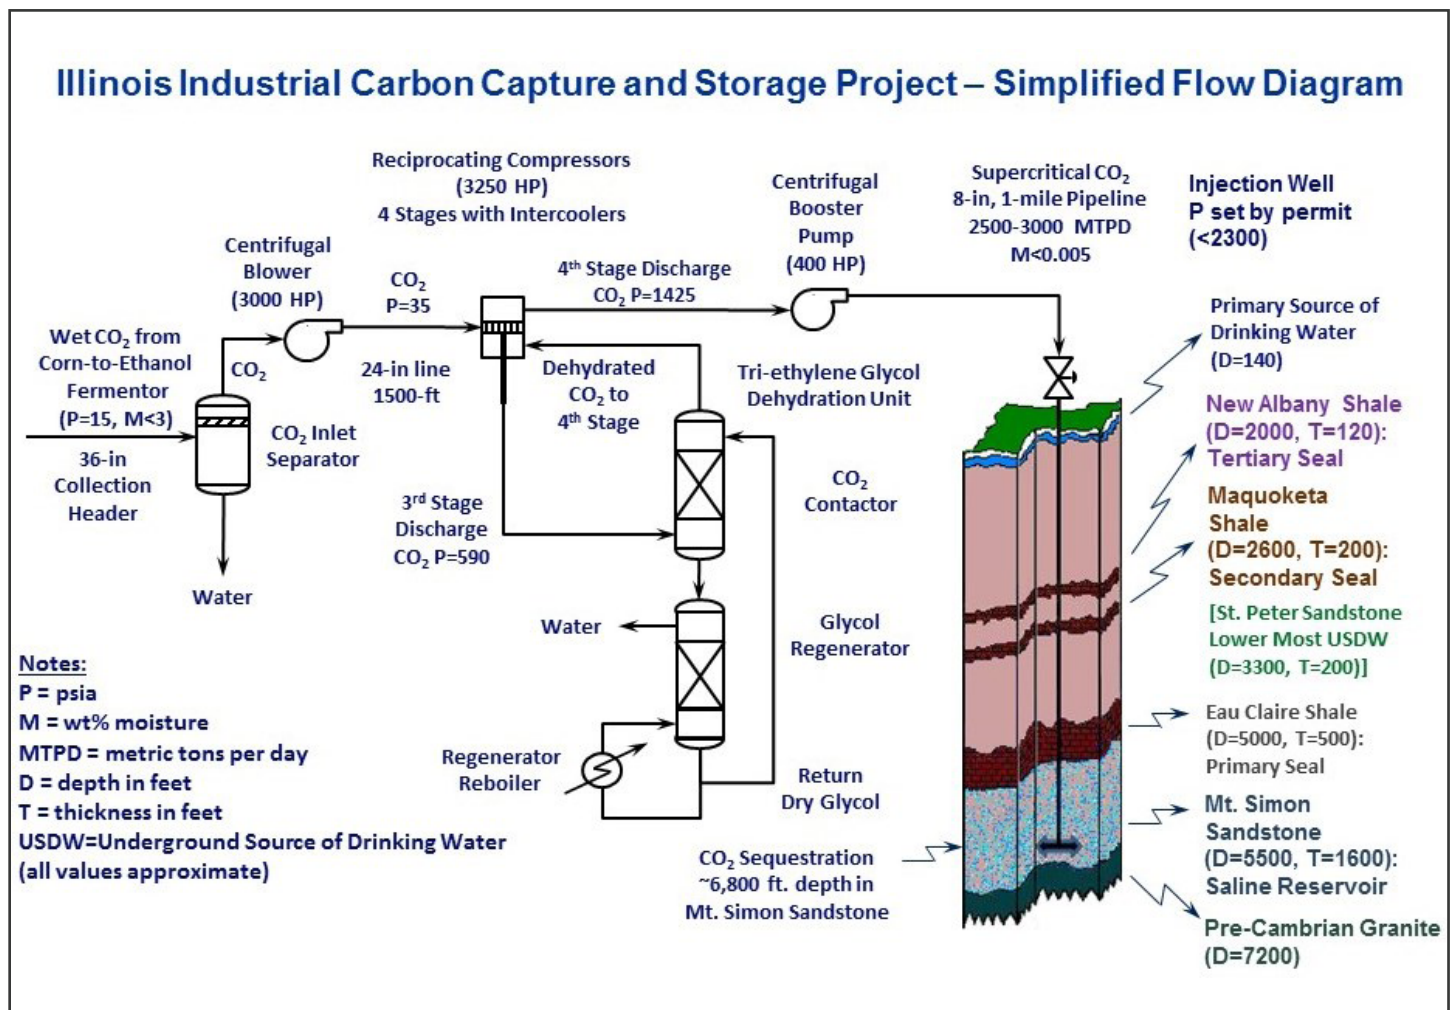 Illinois Industrial Carbon Capture and Storage Project – Simplified Flow Diagram
Reciprocating Compressors
(3250 HP)
4 Stages with Intercoolers
Centrifugal
Blower
(3000 HP)
CO₂
P=35
4th Stage Discharge
CO₂ P=1425
Centrifugal
Booster
Pump
(400 HP)
Supercritical CO₂
8-in, 1-mile Pipeline
2500-3000 MTPD
M<0.005
Injection Well
P set by permit
(<2300)
Wet CO₂ from
Corn-to-Ethanol
Fermentor
(P=15, M<3)
36-in
Collection
Header
CO₂
CO₂ Inlet
Separator
Water
24-in line
1500-ft
Dehydrated
CO₂ to
4th Stage
Tri-ethylene Glycol
Dehydration Unit
3rd Stage
Discharge
CO₂ P=590
CO₂
Contactor
Water
Glycol
Regenerator
Regenerator
Reboiler
Return
Dry Glycol
CO₂ Sequestration
~6,800 ft. depth in
Mt. Simon Sandstone
Primary Source of
Drinking Water
(D=140)
New Albany Shale
(D=2000, T=120):
Tertiary Seal
Maquoketa
Shale
(D=2600, T=200):
Secondary Seal
[St. Peter Sandstone
Lower Most USDW
(D=3300, T=200)]
Eau Claire Shale
(D=5000, T=500):
Primary Seal
Mt. Simon
Sandstone
(D=5500, T=1600):
Saline Reservoir
Pre-Cambrian Granite
(D=7200)
Notes:
P = psia
M = wt% moisture
MTPD = metric tons per day
D = depth in feet
T = thickness in feet
USDW=Underground Source of Drinking Water
(all values approximate)